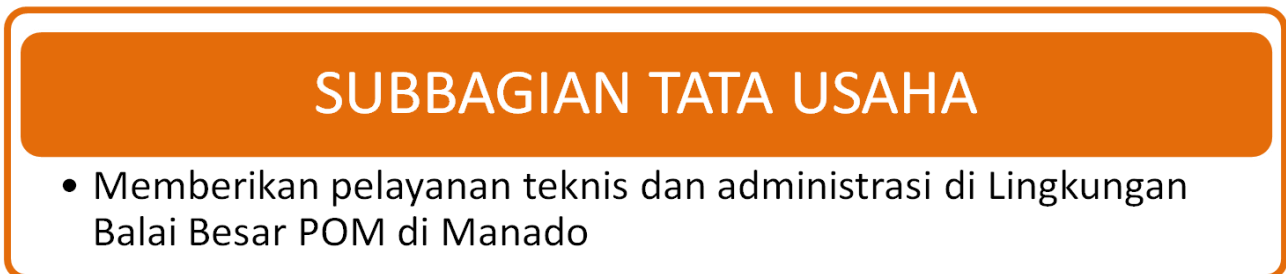 SUBBAGIAN TATA USAHA
• Memberikan pelayanan teknis dan administrasi di Lingkungan
Balai Besar POM di Manado